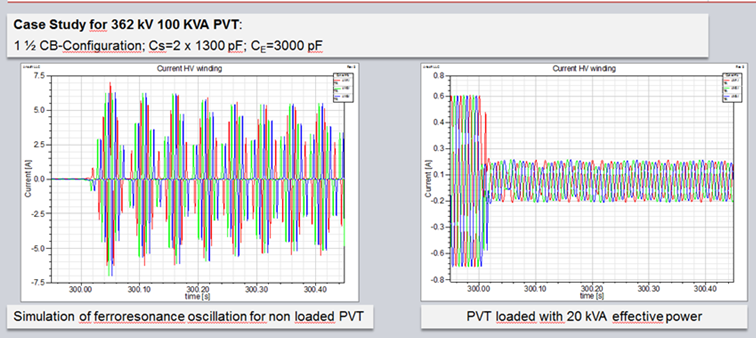 Case Study for 362 kV 100 KVA PVT:
1 ½ CB-Configuration; Cs=2 x 1300 pF; CE=3000 pF
Current HV winding
7.5
5.0
2.5
0.0
-2.5
-5.0
-7.5
Current [A]
300.00 300.10 300.20 300.30 300.40
time [s]
Simulation of ferroresonance oscillation for non loaded PVT
Current HV winding
0.8
0.6
0.4
0.3
0.1
-0.1
-0.2
-0.3
-0.6
-0.8
Current [A]
300.00 300.10 300.20 300.30 300.40
time [s]
PVT loaded with 20 kVA effective power